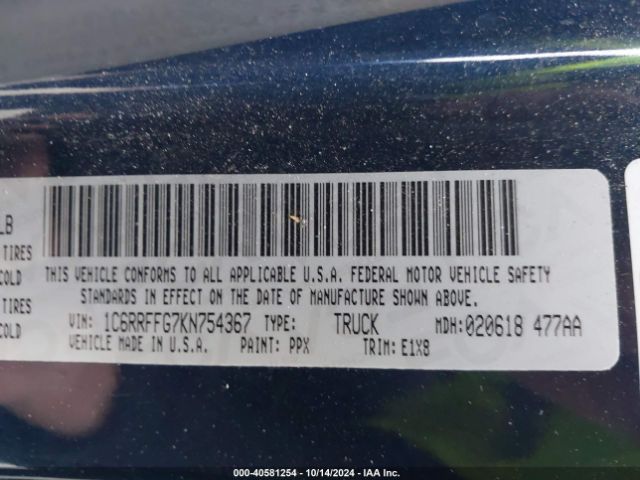 LB
TIRES
COLD
TIRES
COLD
THIS VEHICLE CONFORMS TO ALL APPLICABLE U.S.A. FEDERAL MOTOR VEHICLE SAFETY
STANDARDS IN EFFECT ON THE DATE OF MANUFACTURE SHOWN ABOVE.
VIN: 1C6RRFFG7KN754367 TYPE: TRUCK MDH: 020618 477AA
VEHICLE MADE IN U.S.A. PAINT: PPX TRIM: E1X8
000-40581254 | 10/14/2024 | IAA Inc.